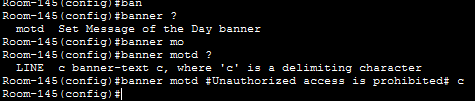 Room-145(config)#ban
Room-145(config)#banner ?
  motd  Set Message of the Day banner
Room-145(config)#banner mo
Room-145(config)#banner motd ?
  LINE  c banner-text c, where 'c' is a delimiting character
Room-145(config)#banner motd #Unauthorized access is prohibited# c
Room-145(config)#